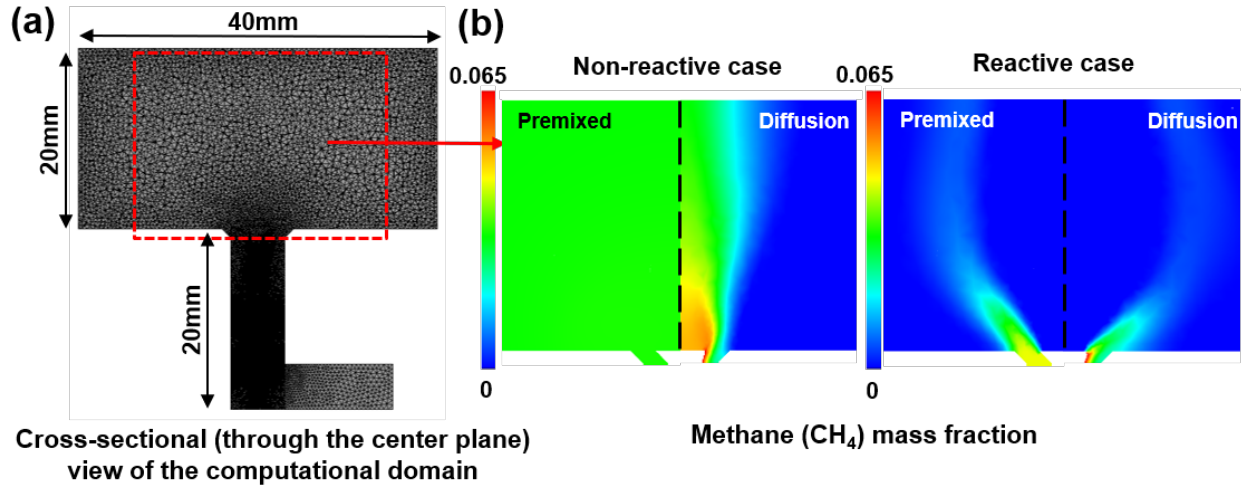 (a)
40mm
20mm
20mm
Cross-sectional (through the center plane)
view of the computational domain
(b)
Non-reactive case
Reactive case
0.065
0
Premixed
Diffusion
0.065
0
Premixed
Diffusion
Methane (CH₄) mass fraction